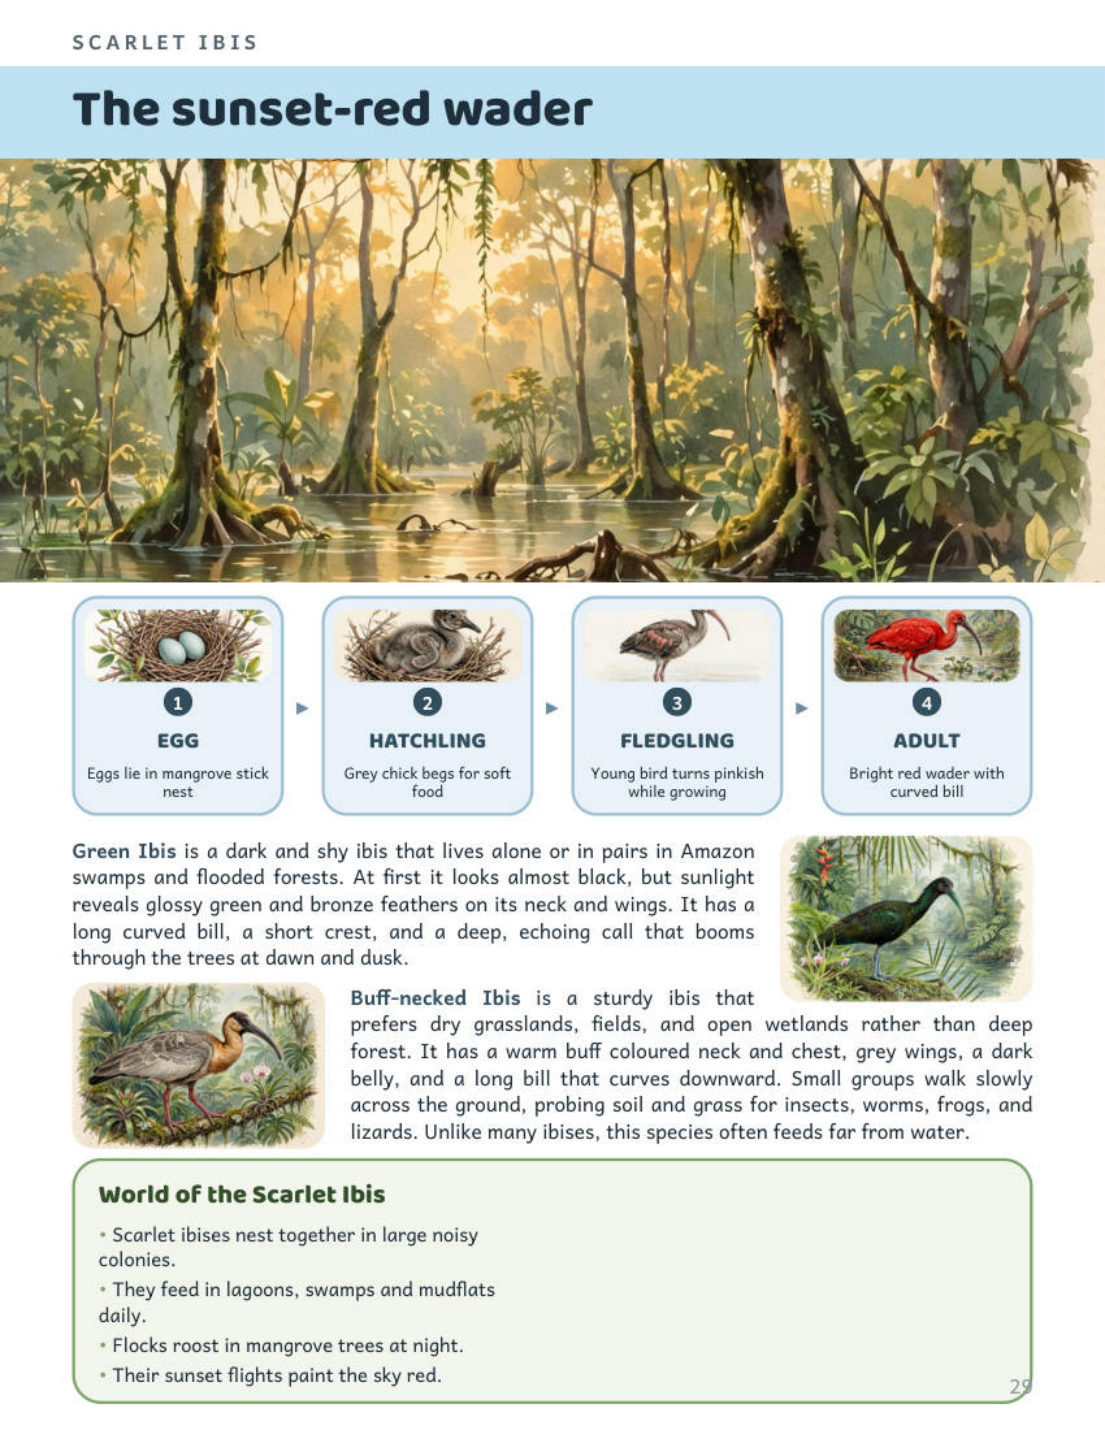 SCARLET IBIS
The sunset-red wader
1
EGG
Eggs lie in mangrove stick
nest
2
HATCHLING
Grey chick begs for soft
food
3
FLEDGLING
Young bird turns pinkish
while growing
4
ADULT
Bright red wader with
curved bill
Green Ibis is a dark and shy ibis that lives alone or in pairs in Amazon
swamps and flooded forests. At first it looks almost black, but sunlight
reveals glossy green and bronze feathers on its neck and wings. It has a
long curved bill, a short crest, and a deep, echoing call that booms
through the trees at dawn and dusk.
Buff-necked Ibis is a sturdy ibis that
prefers dry grasslands, fields, and open wetlands rather than deep
forest. It has a warm buff coloured neck and chest, grey wings, a dark
belly, and a long bill that curves downward. Small groups walk slowly
across the ground, probing soil and grass for insects, worms, frogs, and
lizards. Unlike many ibises, this species often feeds far from water.
World of the Scarlet Ibis
• Scarlet ibises nest together in large noisy
colonies.
• They feed in lagoons, swamps and mudflats
daily.
• Flocks roost in mangrove trees at night.
• Their sunset flights paint the sky red.